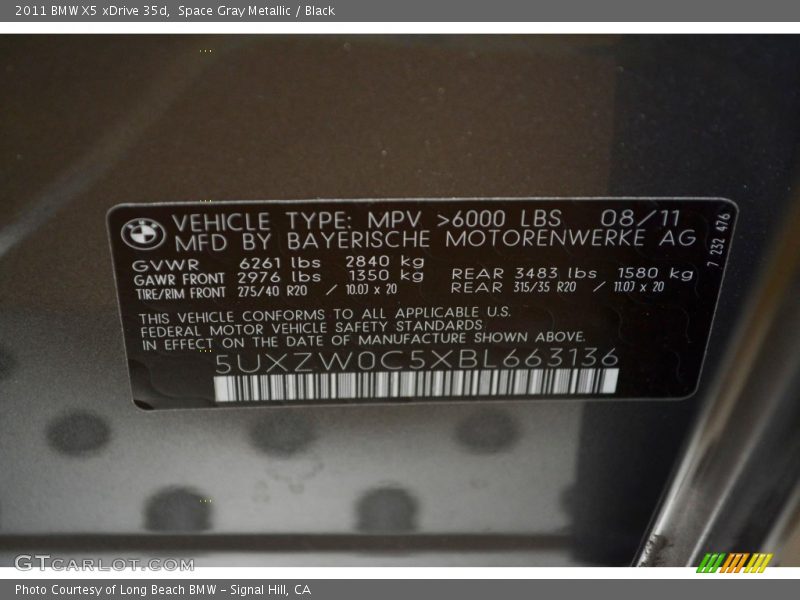 2011 BMW X5 xDrive 35d,  Space Gray Metallic / Black
VEHICLE TYPE: MPV >6000 LBS 08/11
MFD BY BAYERISCHE MOTORENWERKE AG
7 232 476
GVWR 6261 lbs 2840 kg
GAWR FRONT 2976 lbs 1350 kg REAR 3483 lbs 1580 kg
TIRE/RIM FRONT 275/40 R20 / 10.0J x 20 REAR 315/35 R20 / 11.0J x 20
THIS VEHICLE CONFORMS TO ALL APPLICABLE U.S.
FEDERAL MOTOR VEHICLE SAFETY STANDARDS
IN EFFECT ON THE DATE OF MANUFACTURE SHOWN ABOVE.
5UXZW0C5XBL663136
GTCARLOT.COM
Photo Courtesy of Long Beach BMW - Signal Hill, CA